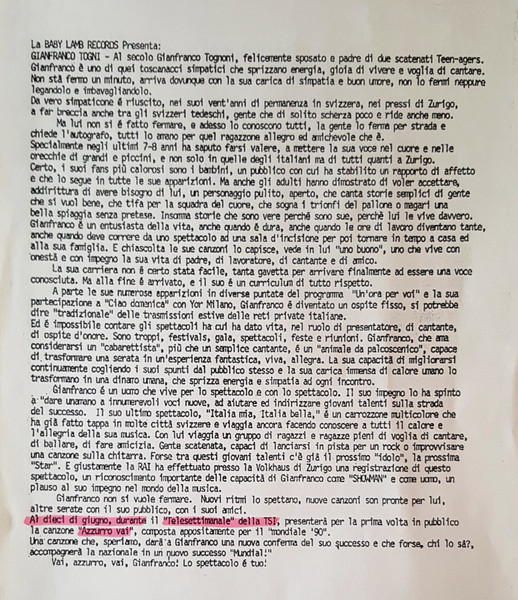 La BABY LAMB RECORDS Presenta:
GIANFRANCO TOGNI - Al secolo Gianfranco Tognoni, felicemente sposato e padre di due scatenati Teen-agers.
Gianfranco è uno di quei toscanacci simpatici che sprizzano energia, gioia di vivere e voglia di cantare.
Non stá fermo un minuto, arriva dovunque con la sua carica di simpatia e buon umore, non lo fermi neppure
legandolo e imbavagliandolo.
Da vero simpaticone é riuscito, nei suoi vent'anni di permanenza in svizzera, nei pressi di Zurigo,
a far breccia anche tra gli svizzeri tedeschi, gente che di solito scherza poco e ride anche meno.
Ma lui non si é fatto fermare, e adesso lo conoscono tutti, la gente lo ferma per strada e
chiede l'autografo, tutti lo amano per quel ragazzone allegro ed amichevole che é.
Specialmente negli ultimi 7-8 anni ha saputo farsi valere, a mettere la sua voce nel cuore e nelle
orecchie di grandi e piccini, e non solo in quelle degli italiani ma di tutti quanti a Zurigo.
Certo, i suoi fans più calorosi sono i bambini, un pubblico con cui ha stabilito un rapporto di affetto
e che lo segue in tutte le sue apparizioni. Ma anche gli adulti hanno dimostrato di voler accettare,
addirittura di avere bisogno di lui, un personaggio pulito, aperto, che canta storie semplici di gente
che si vuol bene, che tifa per la squadra del cuore, che sogna i trionfi del pallone o magari una
bella spiaggia senza pretese. Insomma storie che sono vere perché sono sue, perchè lui le vive davvero.
Gianfranco é un entusiasta della vita, anche quando é dura, anche quando le ore di lavoro diventano tante,
anche quando deve correre da uno spettacolo ad una sala d'incisione per poi tornare in tempo a casa ed
alla sua famiglia. E chiascolta le sue canzoni lo capisce, vede in lui "uno buono", uno che vive con
onestà e con impegno la sua vita di padre, di lavoratore, di cantante e di amico.
La sua carriera non é certo stata facile, tanta gavetta per arrivare finalmente ad essere una voce
conosciuta. Ma alla fine é arrivato, e il suo é un curriculum di tutto rispetto.
A parte le sue numerose apparizioni in diverse puntate del programma "Un'ora per voi" e la sua
partecipazione a "Ciao domenica" con Yor Milano, Gianfranco é diventato un ospite fisso, si potrebbe
dire "tradizionale" delle trasmissioni estive delle reti private italiane.
Ed é impossibile contare gli spettacoli ha cui ha dato vita, nel ruolo di presentatore, di cantante,
di ospite d'onore. Sono troppi, festivals, gala, spettacoli, feste e riunioni. Gianfranco, che ama
considerarsi un "cabarettista", più che un semplice cantante, é un "animale da palcoscenico", capace
di trasformare una serata in un'esperienza fantastica, viva, allegra. La sua capacità di migliorarsi
continuamente cogliendo i suoi spunti dal pubblico stesso e la sua carica immensa di calore umano lo
trasformano in una dinamo umana, che sprizza energia e simpatia ad ogni incontro.
Gianfranco é un uomo che vive per lo spettacolo e con lo spettacolo. Il suo impegno lo ha spinto
a "dare unamano a innumerevoli voci nuove, ad aiutare ed indirizzare giovani talenti sulla strada
del successo. Il suo ultimo spettacolo, "Italia mia, Italia bella," é un carrozzone multicolore che
ha già fatto tappa in molte città svizzere e viaggia ancora facendo conoscere a tutti il calore e
l'allegria della sua musica. Con lui viaggia un gruppo di ragazzi e ragazze pieni di voglia di cantare,
di ballare, di fare amicizia. Gente scatenata, capaci di lanciarsi in pista per un rock o improvvisare
una canzone sulla chitarra. Forse tra questi giovani talenti c'é già il prossimo "idolo", la prossima
"Star". E giustamente la RAI ha effettuato presso la Volkhaus di Zurigo una registrazione di questo
spettacolo, un riconoscimento importante delle capacità di Gianfranco come "SHOWMAN" e come uomo, un
plauso al suo impegno nel mondo della musica.
Gianfranco non si vuole fermare. Nuovi ritmi lo spettano, nuove canzoni son pronte per lui,
altre serate con il suo pubblico, con i suoi amici.
Al dieci di giugno, durante il "Telesettimanale" della TSI, presenterà per la prima volta in pubblico
la canzone "Azzurro vai", composta appositamente per il "mondiale '90".
Una canzone che, speriamo, darà'a Gianfranco una nuova conferma del suo successo e che forse, chi lo sà?,
accompagnerà la nazionale in un nuovo successo "Mundial!"
Vai, azzurro, vai, Gianfranco! Lo spettacolo é tuo!